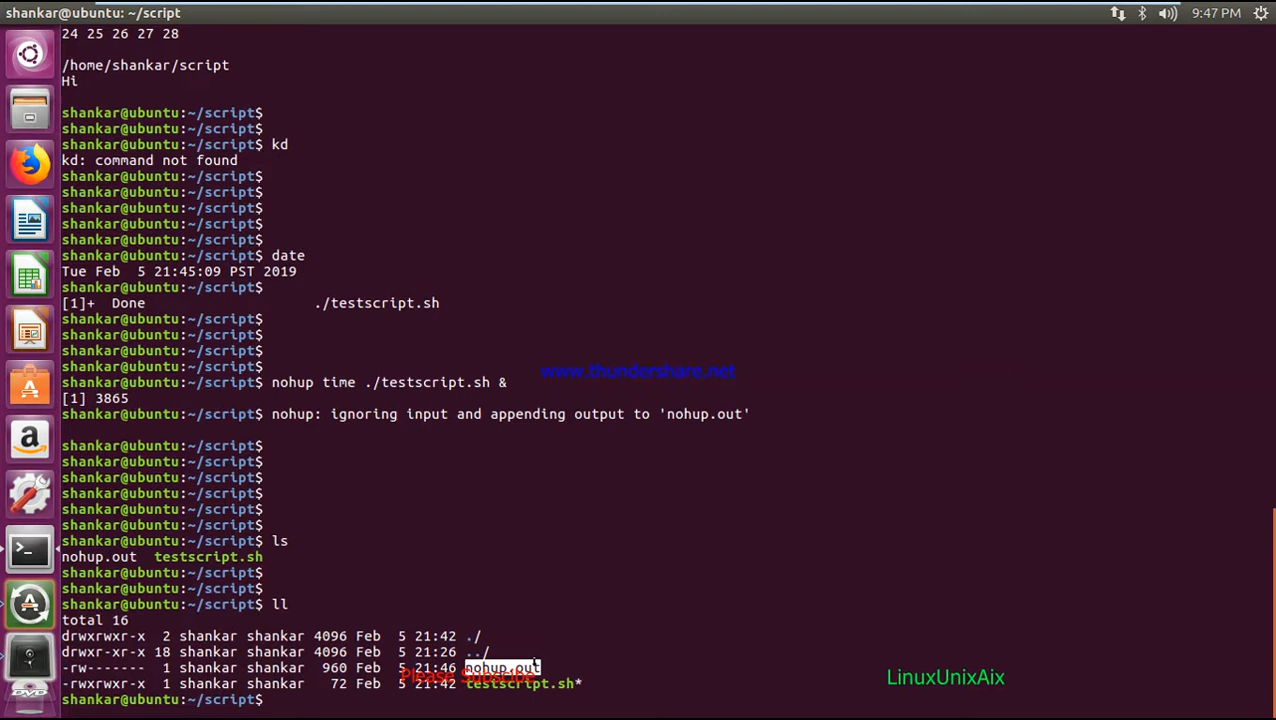 shankar@ubuntu: ~/script
9:47 PM
24 25 26 27 28
/home/shankar/script
Hi
shankar@ubuntu:~/script$
shankar@ubuntu:~/script$
shankar@ubuntu:~/script$ kd
kd: command not found
shankar@ubuntu:~/script$
shankar@ubuntu:~/script$
shankar@ubuntu:~/script$
shankar@ubuntu:~/script$
shankar@ubuntu:~/script$
shankar@ubuntu:~/script$ date
Tue Feb  5 21:45:09 PST 2019
shankar@ubuntu:~/script$
[1]+  Done                    ./testscript.sh
shankar@ubuntu:~/script$
shankar@ubuntu:~/script$
shankar@ubuntu:~/script$
shankar@ubuntu:~/script$
www.thundershare.net
shankar@ubuntu:~/script$ nohup time ./testscript.sh &
[1] 3865
shankar@ubuntu:~/script$ nohup: ignoring input and appending output to 'nohup.out'
shankar@ubuntu:~/script$
shankar@ubuntu:~/script$
shankar@ubuntu:~/script$
shankar@ubuntu:~/script$
shankar@ubuntu:~/script$
shankar@ubuntu:~/script$
shankar@ubuntu:~/script$ ls
nohup.out  testscript.sh
shankar@ubuntu:~/script$
shankar@ubuntu:~/script$
shankar@ubuntu:~/script$ ll
total 16
drwxrwxr-x  2 shankar shankar 4096 Feb  5 21:42 ./
drwxrwxr-x 18 shankar shankar 4096 Feb  5 21:26 ../
-rw-------  1 shankar shankar  960 Feb  5 21:46 nohup.out
Please Subscibe
LinuxUnixAix
-rwxrwxr-x  1 shankar shankar   72 Feb  5 21:42 testscript.sh*
shankar@ubuntu:~/script$